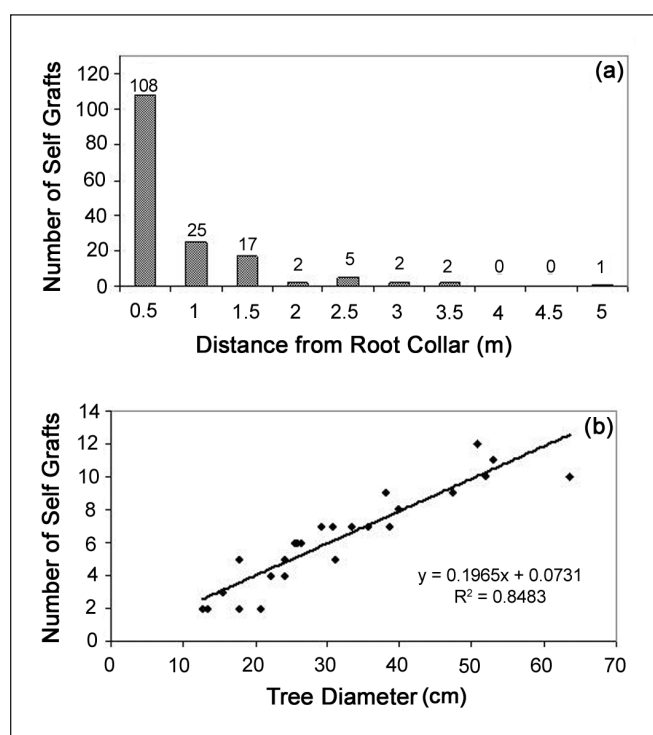 (a)
Number of Self Grafts
120
100
80
60
40
20
0
108
25
17
2
5
2
2
0
0
1
0.5 1 1.5 2 2.5 3 3.5 4 4.5 5
Distance from Root Collar (m)
(b)
Number of Self Grafts
14
12
10
8
6
4
2
0
y = 0.1965x + 0.0731
R² = 0.8483
0 10 20 30 40 50 60 70
Tree Diameter (cm)